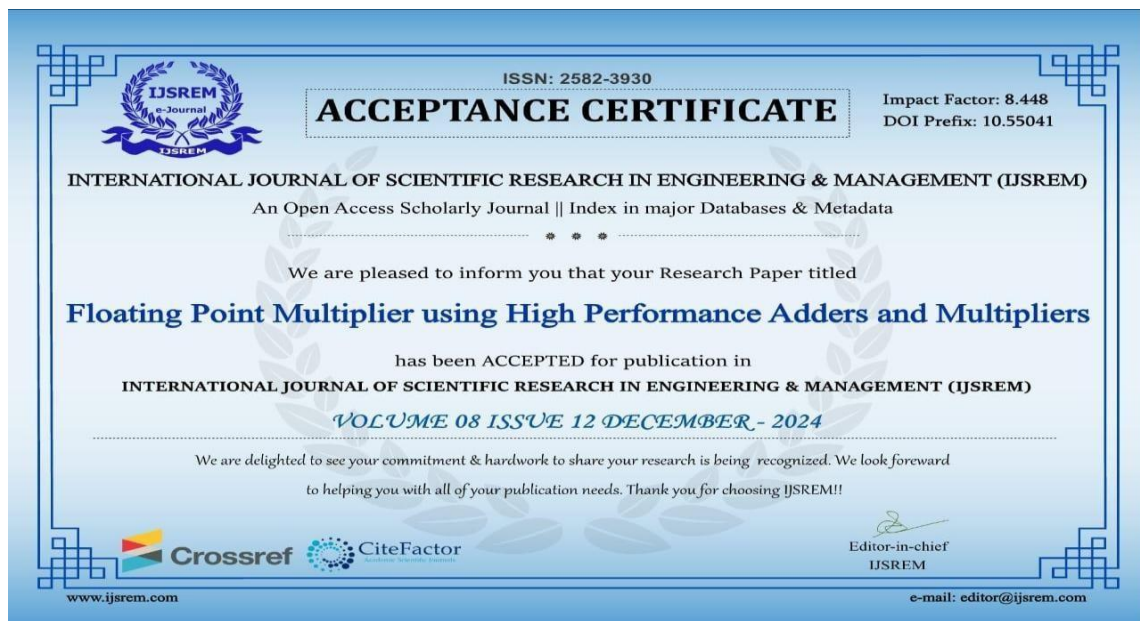 IJSREM
e-Journal
IJSREM
ISSN: 2582-3930
ACCEPTANCE CERTIFICATE
Impact Factor: 8.448
DOI Prefix: 10.55041
INTERNATIONAL JOURNAL OF SCIENTIFIC RESEARCH IN ENGINEERING & MANAGEMENT (IJSREM)
An Open Access Scholarly Journal || Index in major Databases & Metadata
We are pleased to inform you that your Research Paper titled
Floating Point Multiplier using High Performance Adders and Multipliers
has been ACCEPTED for publication in
INTERNATIONAL JOURNAL OF SCIENTIFIC RESEARCH IN ENGINEERING & MANAGEMENT (IJSREM)
VOLUME 08 ISSUE 12 DECEMBER - 2024
We are delighted to see your commitment & hardwork to share your research is being recognized. We look foreward
to helping you with all of your publication needs. Thank you for choosing IJSREM!!
Crossref
CiteFactor
Academic Scientific Journals
Editor-in-chief
IJSREM
www.ijsrem.com
e-mail: editor@ijsrem.com